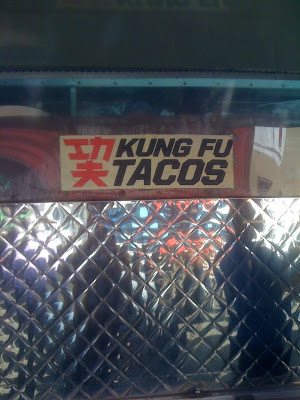 功夫 KUNG FU
TACOS